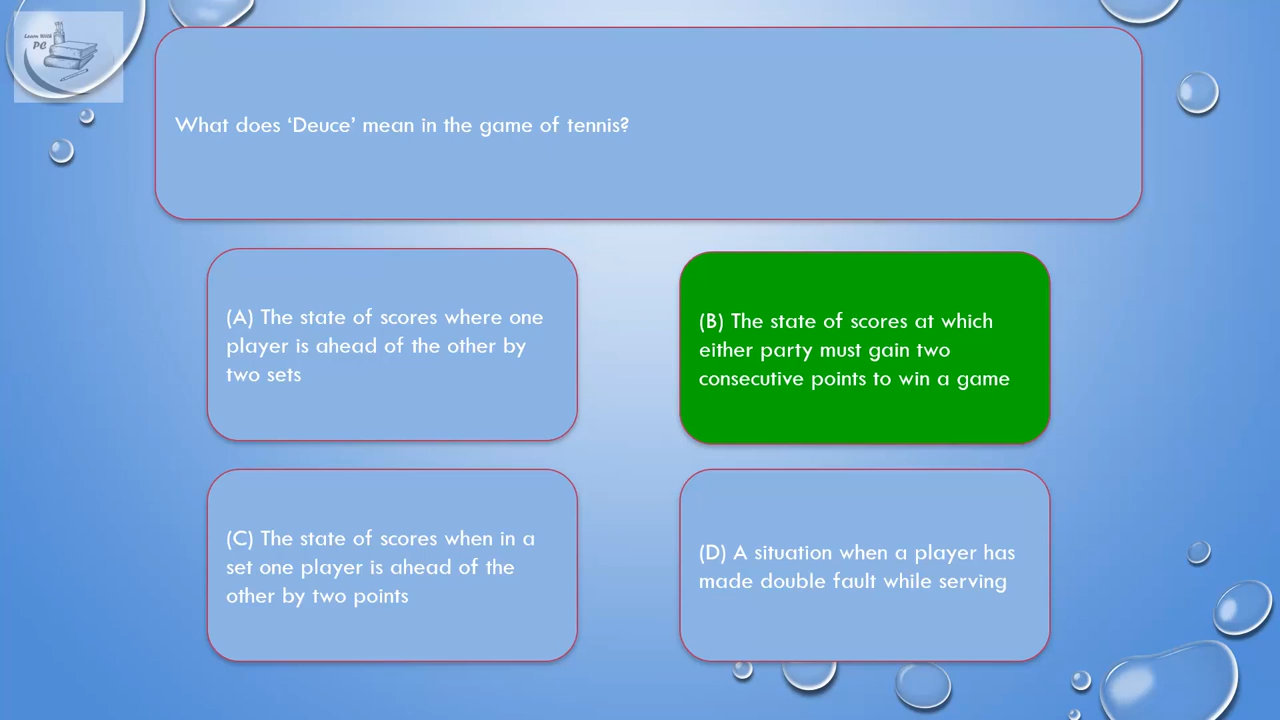 Learn With
PC
What does ‘Deuce’ mean in the game of tennis?
(A) The state of scores where one
player is ahead of the other by
two sets
(B) The state of scores at which
either party must gain two
consecutive points to win a game
(C) The state of scores when in a
set one player is ahead of the
other by two points
(D) A situation when a player has
made double fault while serving